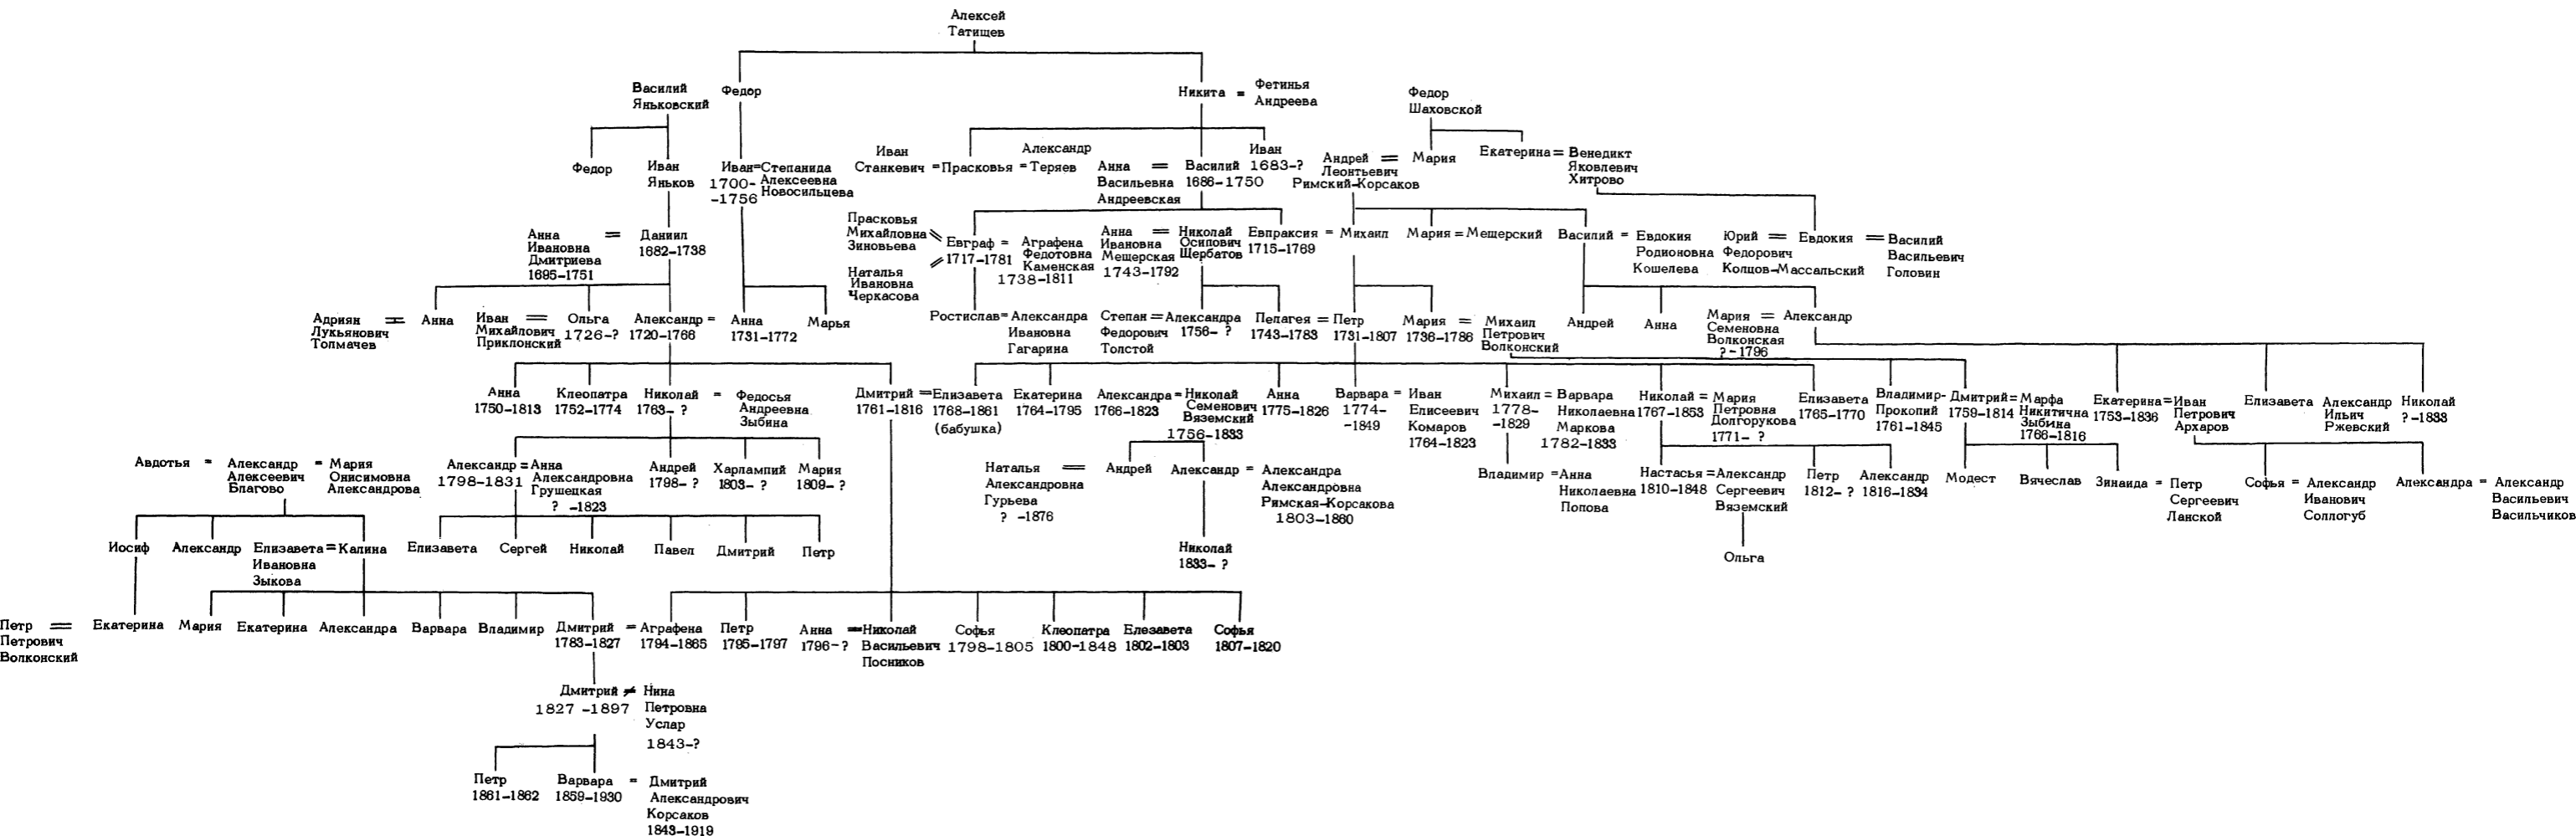 Алексей
Татищев
Василий
Яньковский
Федор
Никита =
Фетинья
Андреева
Федор
Шаховской
Федор
Иван
Яньков
Иван=Степанида
1700- Алексеевна
-1756 Новосильцева
Иван
Станкевич =Прасковья =
Александр
Теряев
Анна =
Васильевна
Андреевская
Василий
1686-1750
Иван
1683-?
Андрей =
Леонтьевич
Римский-Корсаков
Мария
Екатерина= Венедикт
Яковлевич
Хитрово
Анна =
Ивановна
Дмитриева
1695-1751
Даниил
1682-1738
Прасковья
Михайловна
Зиновьева
Наталья
Ивановна
Черкасова
Евграф =
1717-1781
Аграфена
Федотовна
Каменская
1738-1811
Анна =
Ивановна
Мещерская
1743-1792
Николай
Осипович
Щербатов
Евпраксия =
1715-1769
Михаил
Мария = Мещерский
Василий =
Евдокия
Родионовна
Кошелева
Юрий =
Федорович
Копцов-Массальский
Евдокия =
Василий
Васильевич
Головин
Адриян =
Лукьянович
Толмачев
Анна
Иван =
Михайлович
Приклонский
Ольга
1726-?
Александр =
1720-1766
Анна
1731-1772
Марья
Ростислав= Александра
Ивановна
Гагарина
Степан =
Федорович
Толстой
Александра
1756- ?
Пелагея =
1743-1783
Петр
1731-1807
Мария =
1736-1786
Михаил
Петрович
Волконский
Андрей
Анна
Мария =
Семеновна
Волконская
? - 1796
Александр
Анна
1750-1813
Клеопатра
1752-1774
Николай =
1763- ?
Федосья
Андреевна
Зыбина
Дмитрий =
1761-1816
Елизавета
1768-1861
(бабушка)
Екатерина
1764-1795
Александра=
1766-1823
Николай
Семенович
Вяземский
1756-1833
Анна
1775-1826
Варвара =
1774-
-1849
Иван
Елисеевич
Комаров
1764-1823
Михаил =
1778-
-1829
Варвара
Николаевна
Маркова
1782-1833
Николай =
1767-1853
Мария
Петровна
Долгорукова
1771- ?
Елизавета
1765-1770
Владимир-
Прокопий
1761-1845
Дмитрий=
1759-1814
Марфа
Никитична
Зыбина
1766-1816
Екатерина=
1753-1836
Иван
Петрович
Архаров
Елизавета
Александр
Ильич
Ржевский
Николай
?-1833
Авдотья =
Александр =
Алексеевич
Благово
Мария
Онисимовна
Александрова
Александр =
1798-1831
Анна
Александровна
Грушецкая
? -1823
Андрей
1798- ?
Харлампий
1803- ?
Мария
1809- ?
Наталья =
Александровна
Гурьева
? -1876
Андрей
Александр =
Александра
Александровна
Римская-Корсакова
1803-1860
Владимир =
Анна
Николаевна
Попова
Настасья =
1810-1848
Александр
Сергеевич
Вяземский
Петр
1812- ?
Александр
1816-1834
Модест
Вячеслав
Зинаида =
Петр
Сергеевич
Ланской
Софья =
Александр
Иванович
Соллогуб
Александра =
Александр
Васильевич
Васильчиков
Иосиф
Александр
Елизавета=
Ивановна
Зыкова
Калина
Елизавета
Сергей
Николай
Павел
Дмитрий
Петр
Николай
1833- ?
Ольга
Петр =
Петрович
Волконский
Екатерина
Мария
Екатерина
Александра
Варвара
Владимир
Дмитрий =
1783-1827
Аграфена
1794-1865
Петр
1795-1797
Анна =
1796-?
Николай
Васильевич
Посников
Софья
1798-1805
Клеопатра
1800-1848
Елезавета
1802-1803
Софья
1807-1820
Дмитрий ≠
1827 -1897
Нина
Петровна
Услар
1843-?
Петр
1861-1862
Варвара =
1859-1930
Дмитрий
Александрович
Корсаков
1843-1919